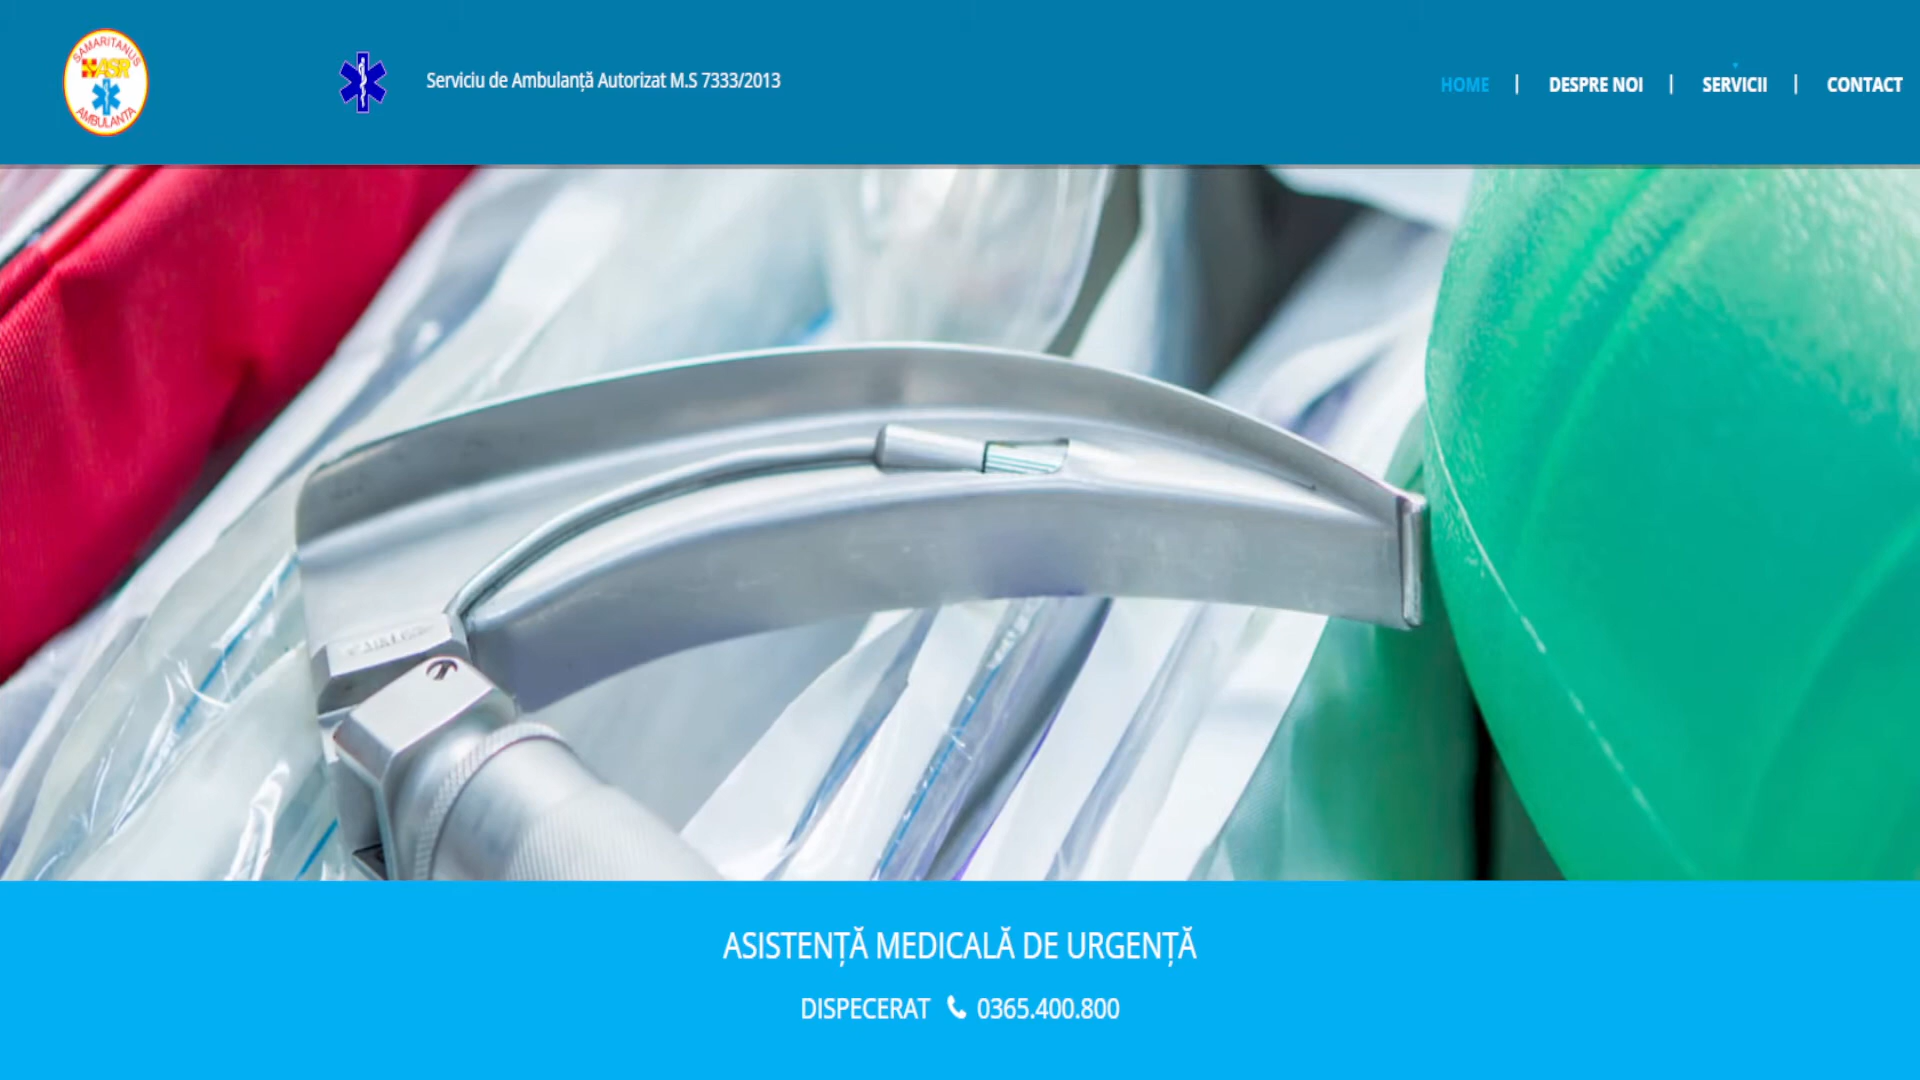 SAMARITANUS
ASR
AMBULANTA
Serviciu de Ambulanță Autorizat M.S 7333/2013
HOME | DESPRE NOI | SERVICII | CONTACT
ASISTENȚĂ MEDICALĂ DE URGENȚĂ
DISPECERAT 0365.400.800